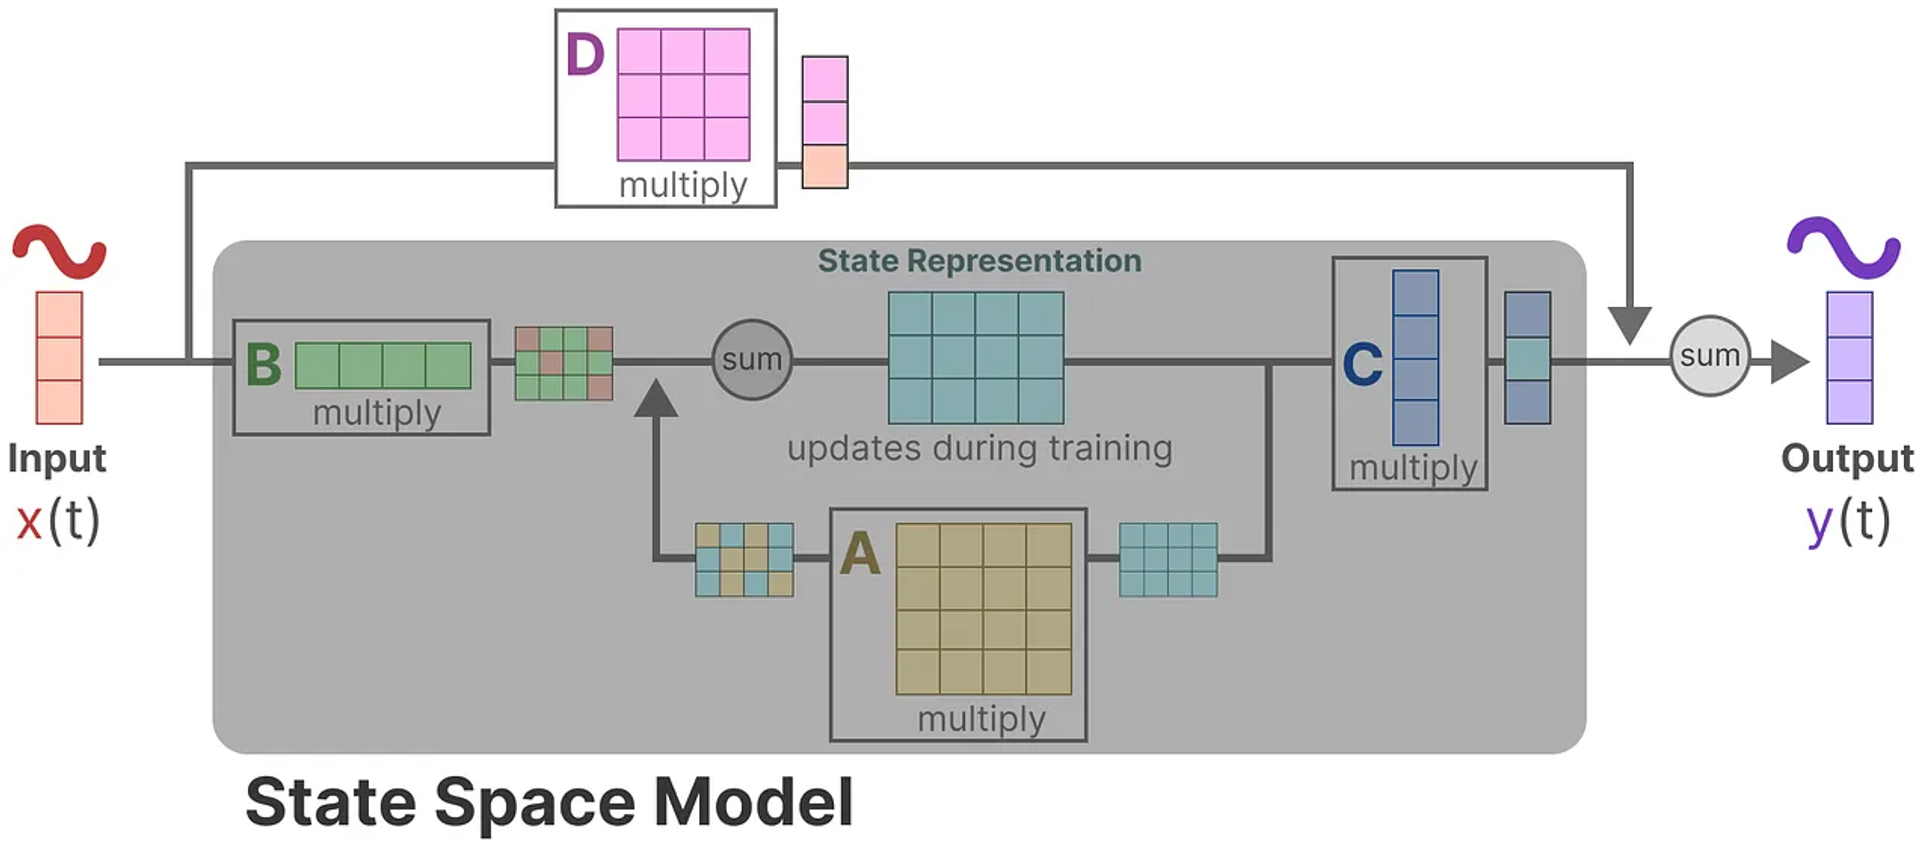 D
multiply
State Representation
B
multiply
sum
C
multiply
sum
updates during training
A
multiply
Input
x(t)
Output
y(t)
State Space Model